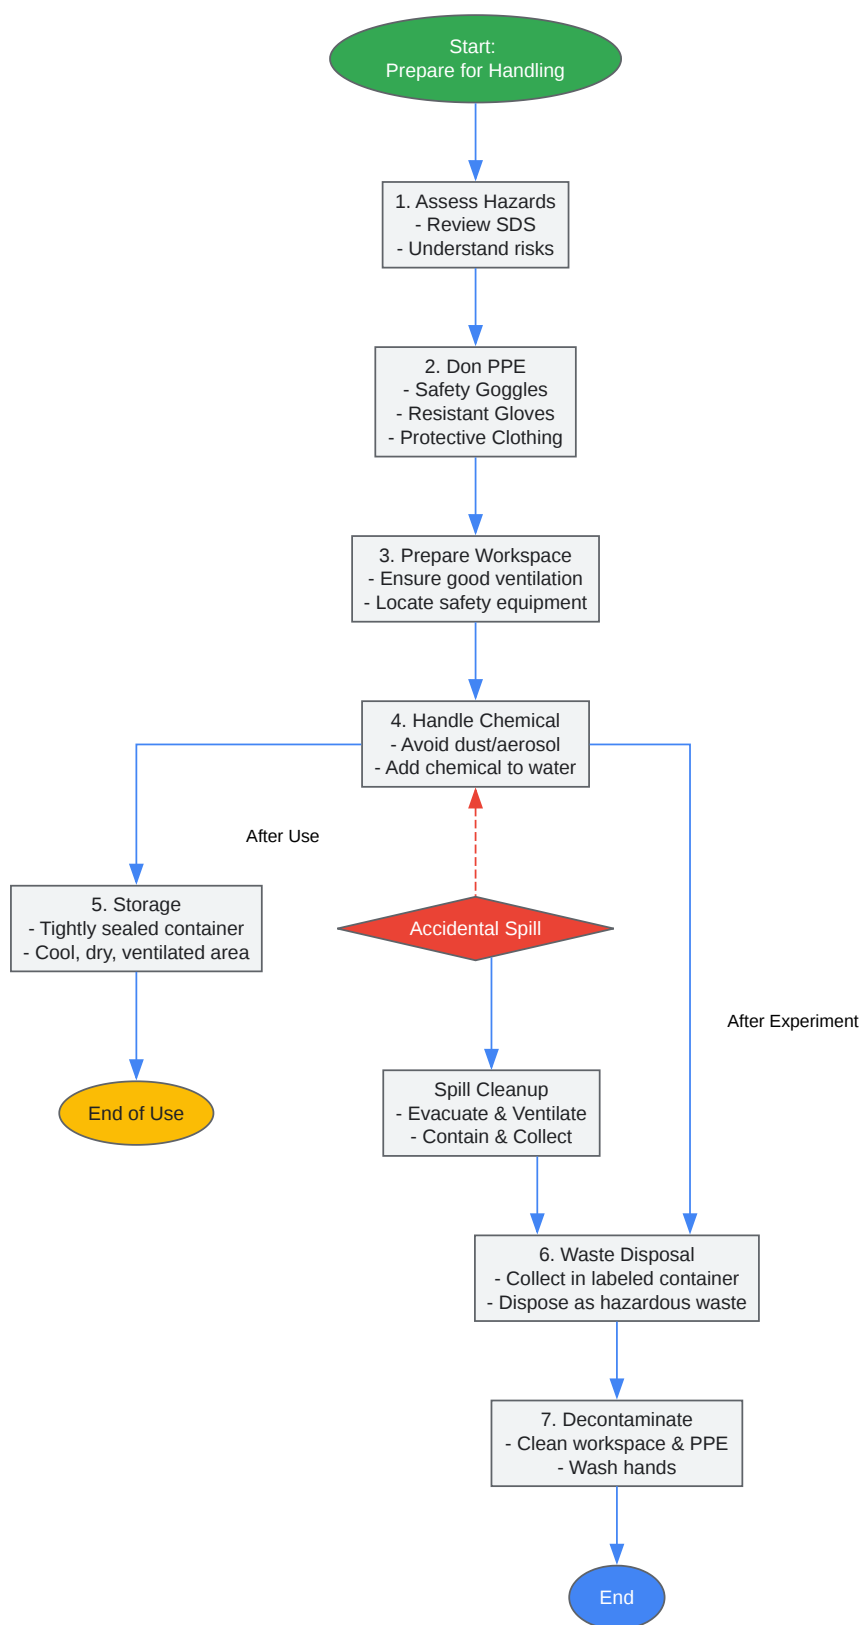 Start:
Prepare for Handling
1. Assess Hazards
- Review SDS
- Understand risks
2. Don PPE
- Safety Goggles
- Resistant Gloves
- Protective Clothing
3. Prepare Workspace
- Ensure good ventilation
- Locate safety equipment
4. Handle Chemical
- Avoid dust/aerosol
- Add chemical to water
After Use
5. Storage
- Tightly sealed container
- Cool, dry, ventilated area
Accidental Spill
After Experiment
End of Use
Spill Cleanup
- Evacuate & Ventilate
- Contain & Collect
6. Waste Disposal
- Collect in labeled container
- Dispose as hazardous waste
7. Decontaminate
- Clean workspace & PPE
- Wash hands
End